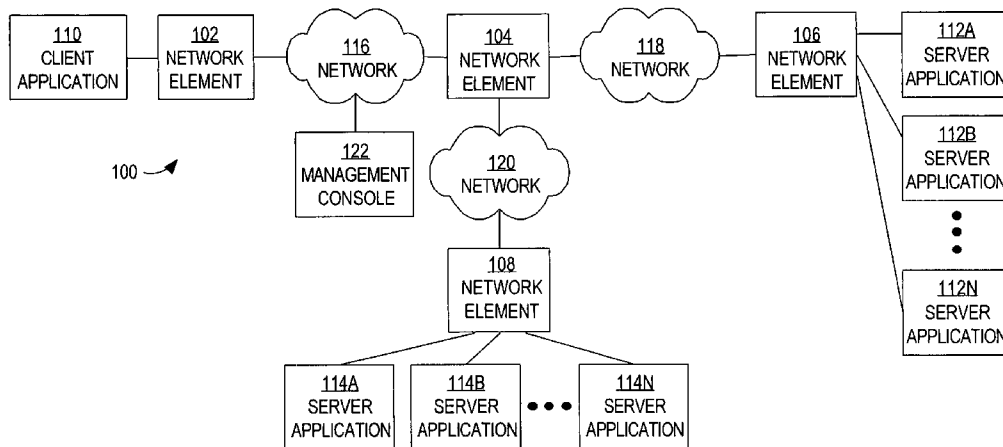 110
CLIENT
APPLICATION
102
NETWORK
ELEMENT
116
NETWORK
104
NETWORK
ELEMENT
118
NETWORK
106
NETWORK
ELEMENT
112A
SERVER
APPLICATION
112B
SERVER
APPLICATION
112N
SERVER
APPLICATION
122
MANAGEMENT
CONSOLE
100
120
NETWORK
108
NETWORK
ELEMENT
114A
SERVER
APPLICATION
114B
SERVER
APPLICATION
114N
SERVER
APPLICATION